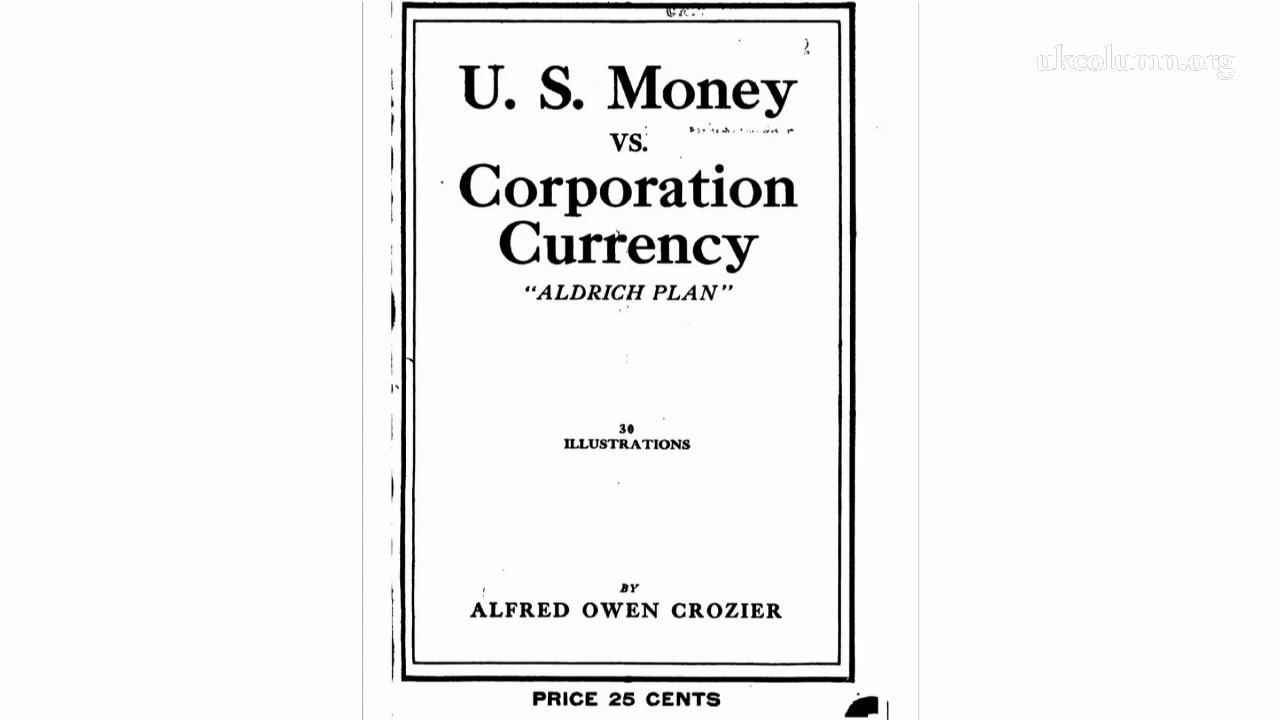 ukcolumn.org
U. S. Money
VS.
Corporation
Currency
"ALDRICH PLAN"
30
ILLUSTRATIONS
BY
ALFRED OWEN CROZIER
PRICE 25 CENTS